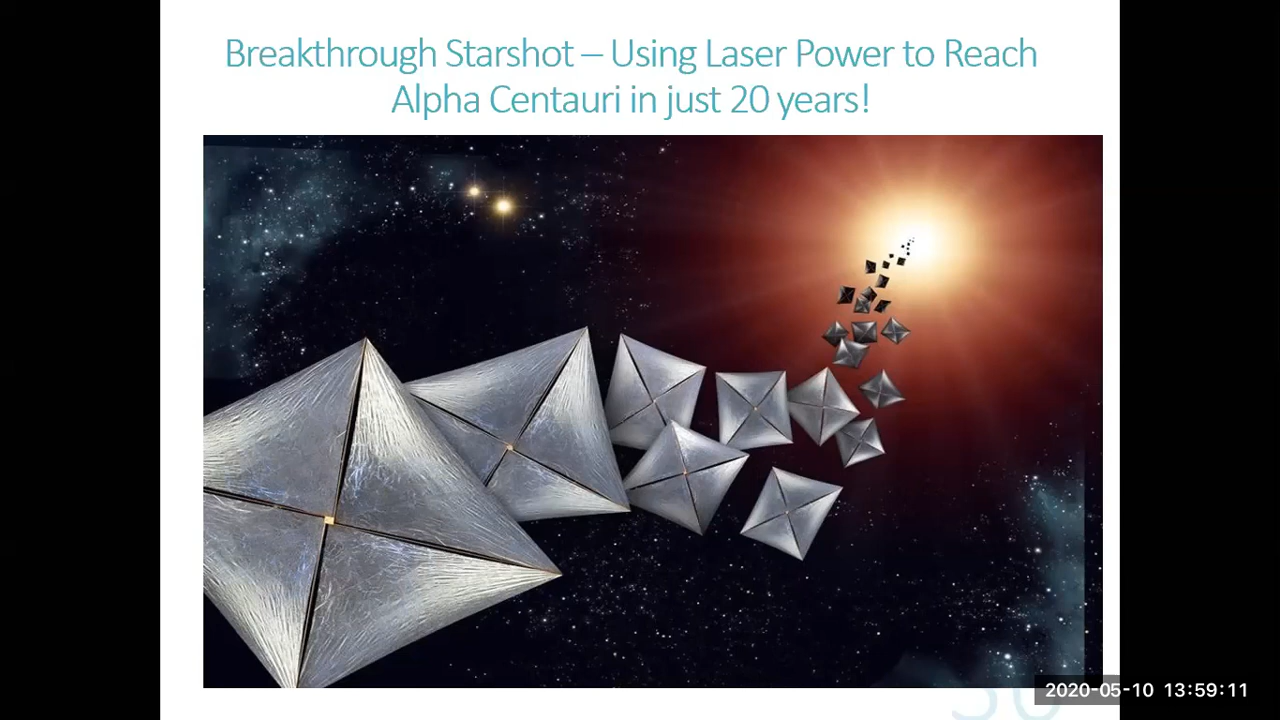 Breakthrough Starshot – Using Laser Power to Reach
Alpha Centauri in just 20 years!
2020-05-10 13:59:11